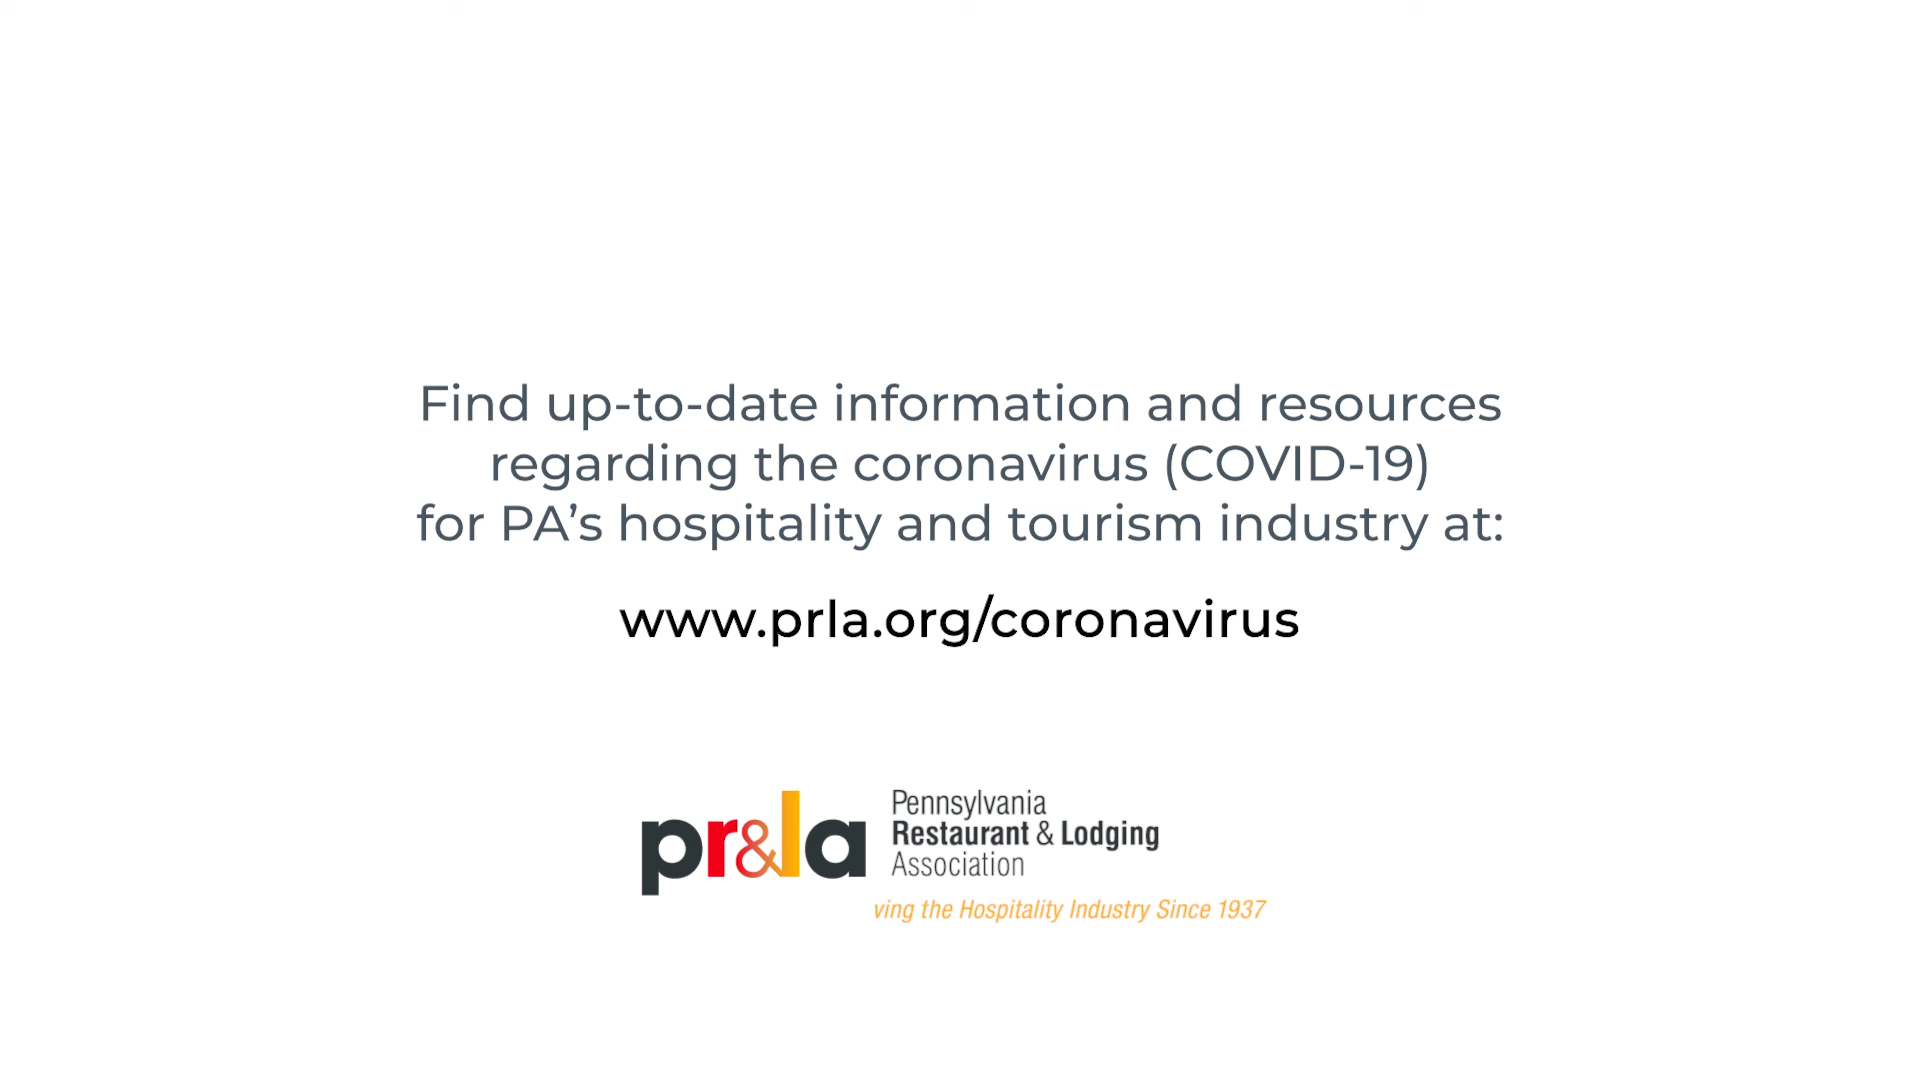 Find up-to-date information and resources
regarding the coronavirus (COVID-19)
for PA’s hospitality and tourism industry at:
www.prla.org/coronavirus
pr&la
Pennsylvania
Restaurant & Lodging
Association
ving the Hospitality Industry Since 1937